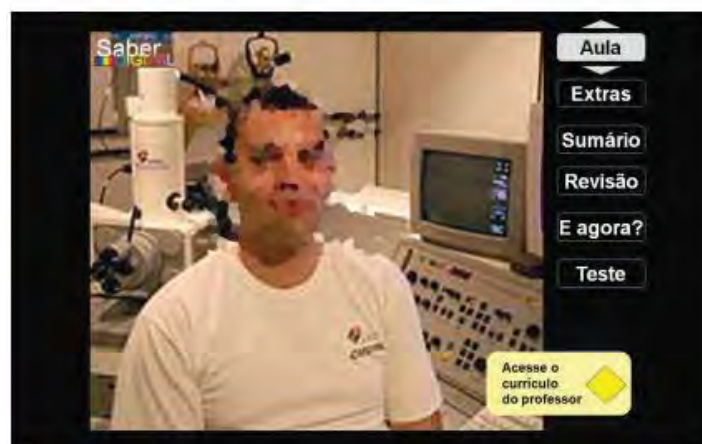 Saber
Aula
Extras
Sumário
Revisão
E agora?
Teste
Acesse o
currículo
do professor